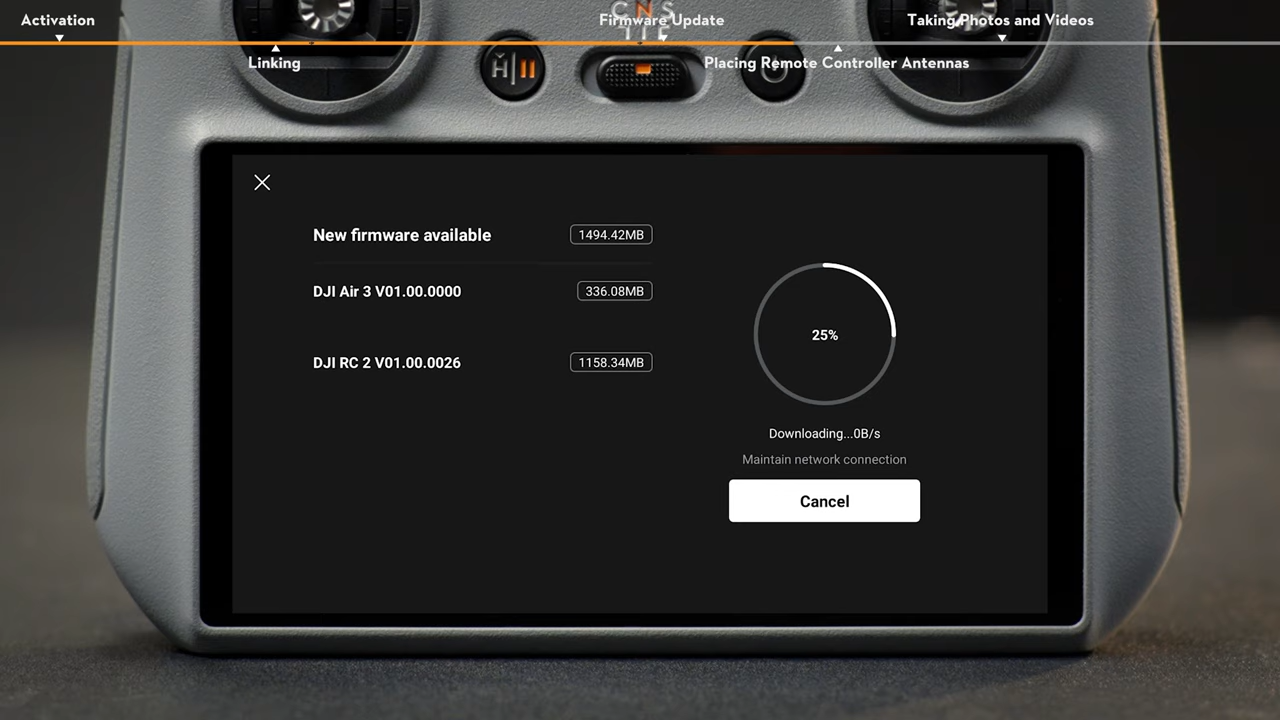 Activation
Firmware Update
Taking Photos and Videos
Linking
Placing Remote Controller Antennas
C N S
New firmware available
1494.42MB
DJI Air 3 V01.00.0000
336.08MB
DJI RC 2 V01.00.0026
1158.34MB
25%
Downloading...0B/s
Maintain network connection
Cancel